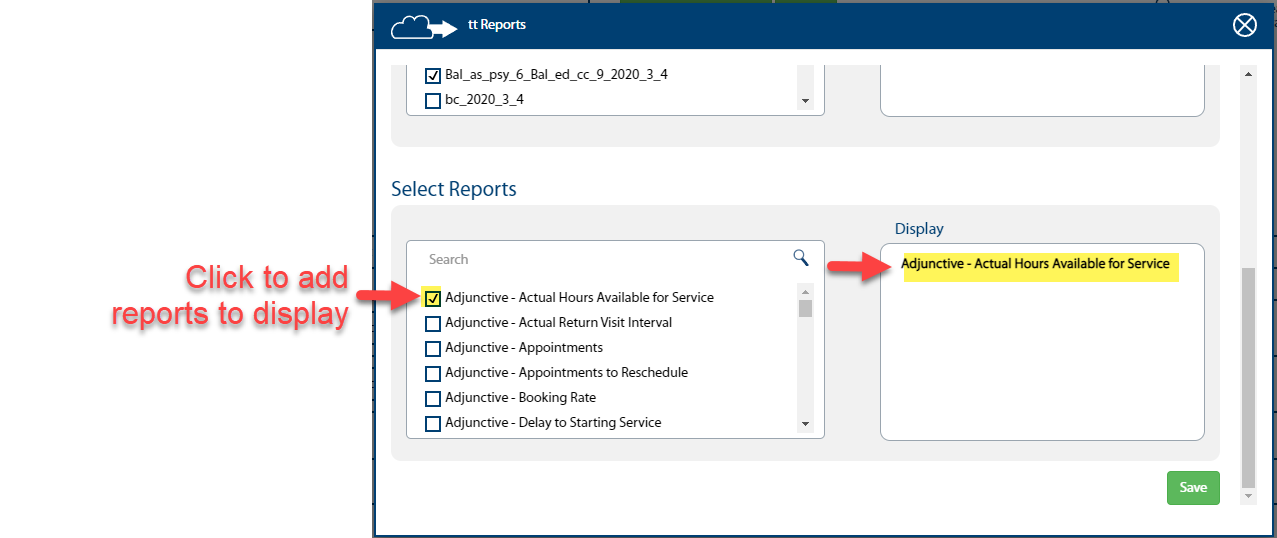 tt Reports
Bal_as_psy_6_Bal_ed_cc_9_2020_3_4
bc_2020_3_4
Select Reports
Display
Search
Adjunctive - Actual Hours Available for Service
Click to add
reports to display
Adjunctive - Actual Hours Available for Service
Adjunctive - Actual Return Visit Interval
Adjunctive - Appointments
Adjunctive - Appointments to Reschedule
Adjunctive - Booking Rate
Adjunctive - Delay to Starting Service
Save